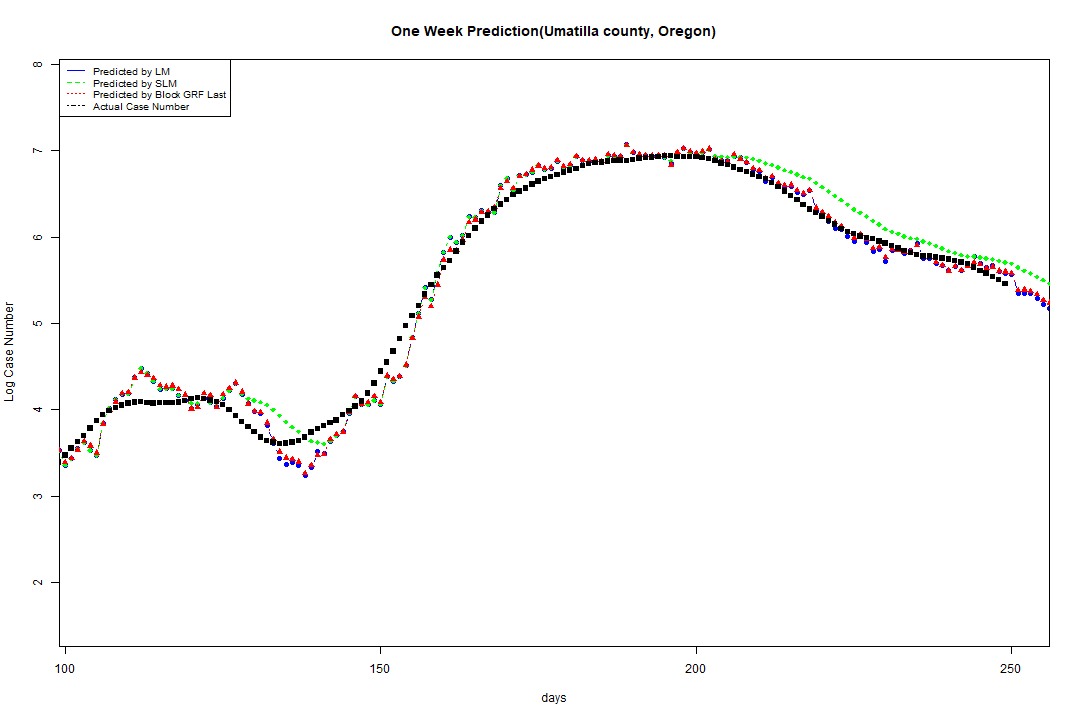 One Week Prediction(Umatilla county, Oregon)
Predicted by LM
Predicted by SLM
Predicted by Block GRF Last
Actual Case Number
8
7
6
5
4
3
2
Log Case Number
100 150 200 250
days